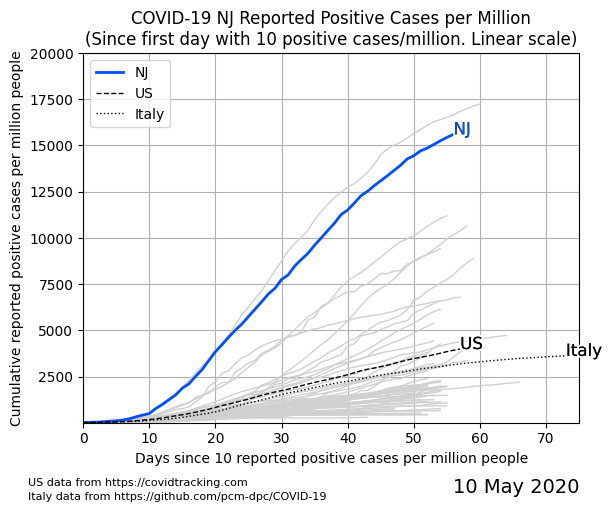 COVID-19 NJ Reported Positive Cases per Million
(Since first day with 10 positive cases/million. Linear scale)
Cumulative reported positive cases per million people
20000
17500
15000
12500
10000
7500
5000
2500
NJ
US
Italy
NJ
US
Italy
0
10
20
30
40
50
60
70
Days since 10 reported positive cases per million people
US data from https://covidtracking.com
Italy data from https://github.com/pcm-dpc/COVID-19
10 May 2020